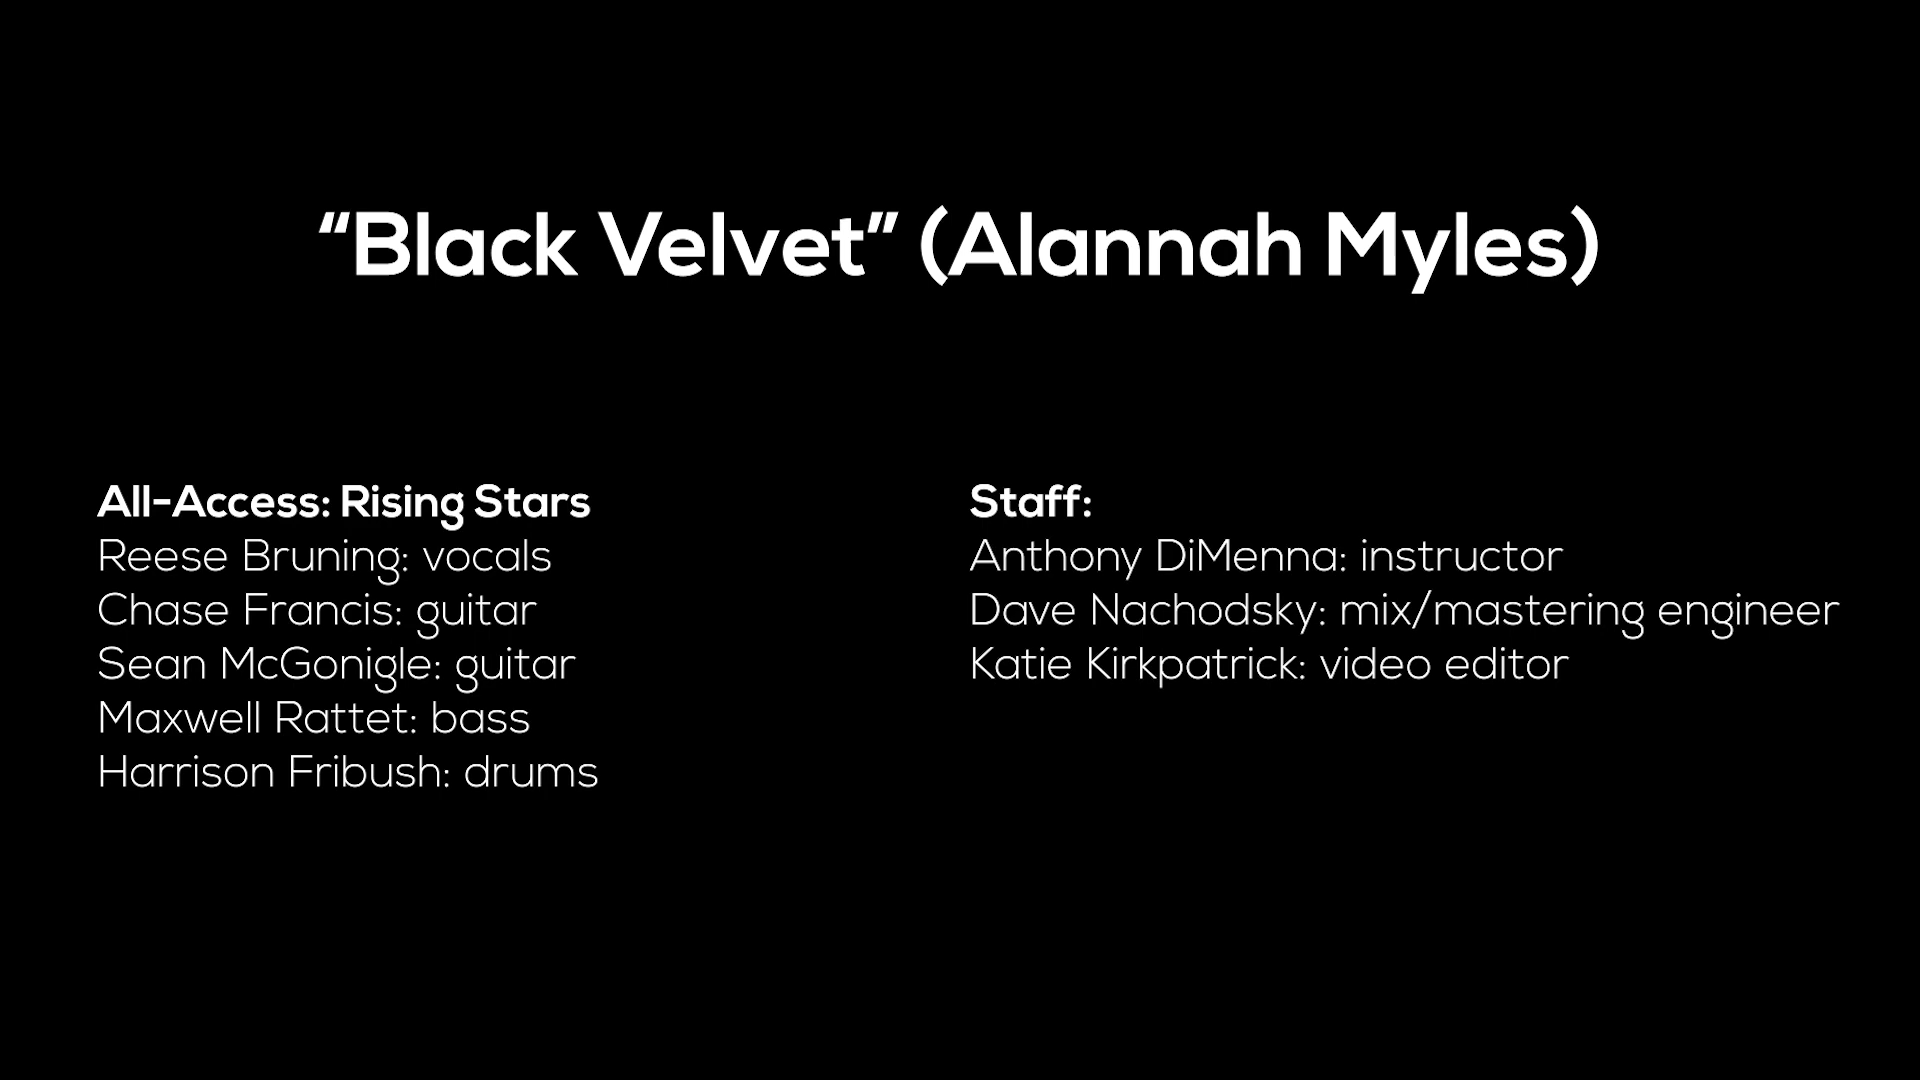 “Black Velvet” (Alannah Myles)
All-Access: Rising Stars
Reese Bruning: vocals
Chase Francis: guitar
Sean McGonigle: guitar
Maxwell Rattet: bass
Harrison Fribush: drums
Staff:
Anthony DiMenna: instructor
Dave Nachodsky: mix/mastering engineer
Katie Kirkpatrick: video editor